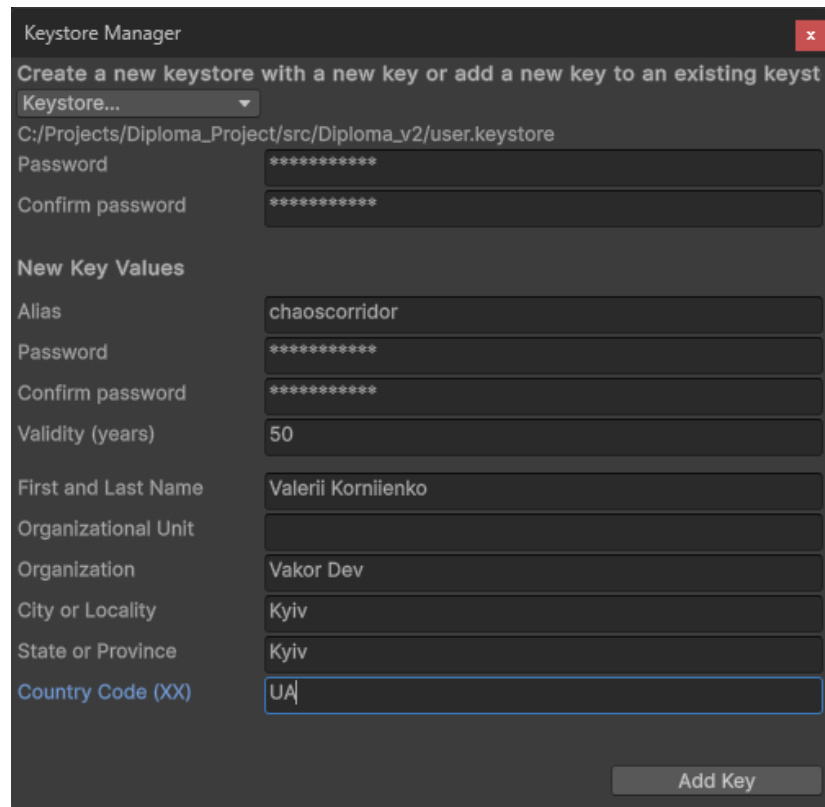 Keystore Manager
x
Create a new keystore with a new key or add a new key to an existing keyst
Keystore...
C:/Projects/Diploma_Project/src/Diploma_v2/user.keystore
Password ***********
Confirm password ***********
New Key Values
Alias chaoscorridor
Password ***********
Confirm password ***********
Validity (years) 50
First and Last Name Valerii Korniienko
Organizational Unit
Organization Vakor Dev
City or Locality Kyiv
State or Province Kyiv
Country Code (XX) UA
Add Key